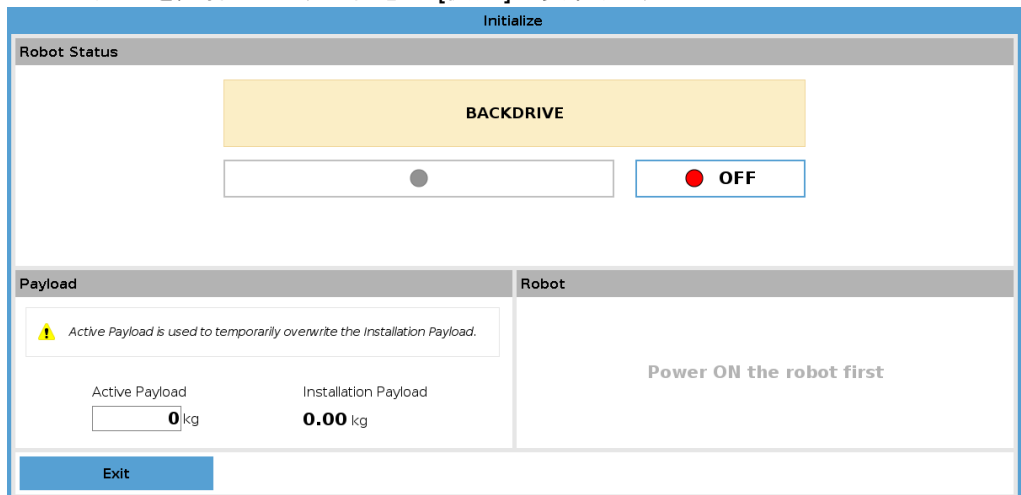 Initialize
Robot Status
BACKDRIVE
OFF
Payload
Robot
Active Payload is used to temporarily overwrite the Installation Payload.
Power ON the robot first
Active Payload Installation Payload
0 kg 0.00 kg
Exit